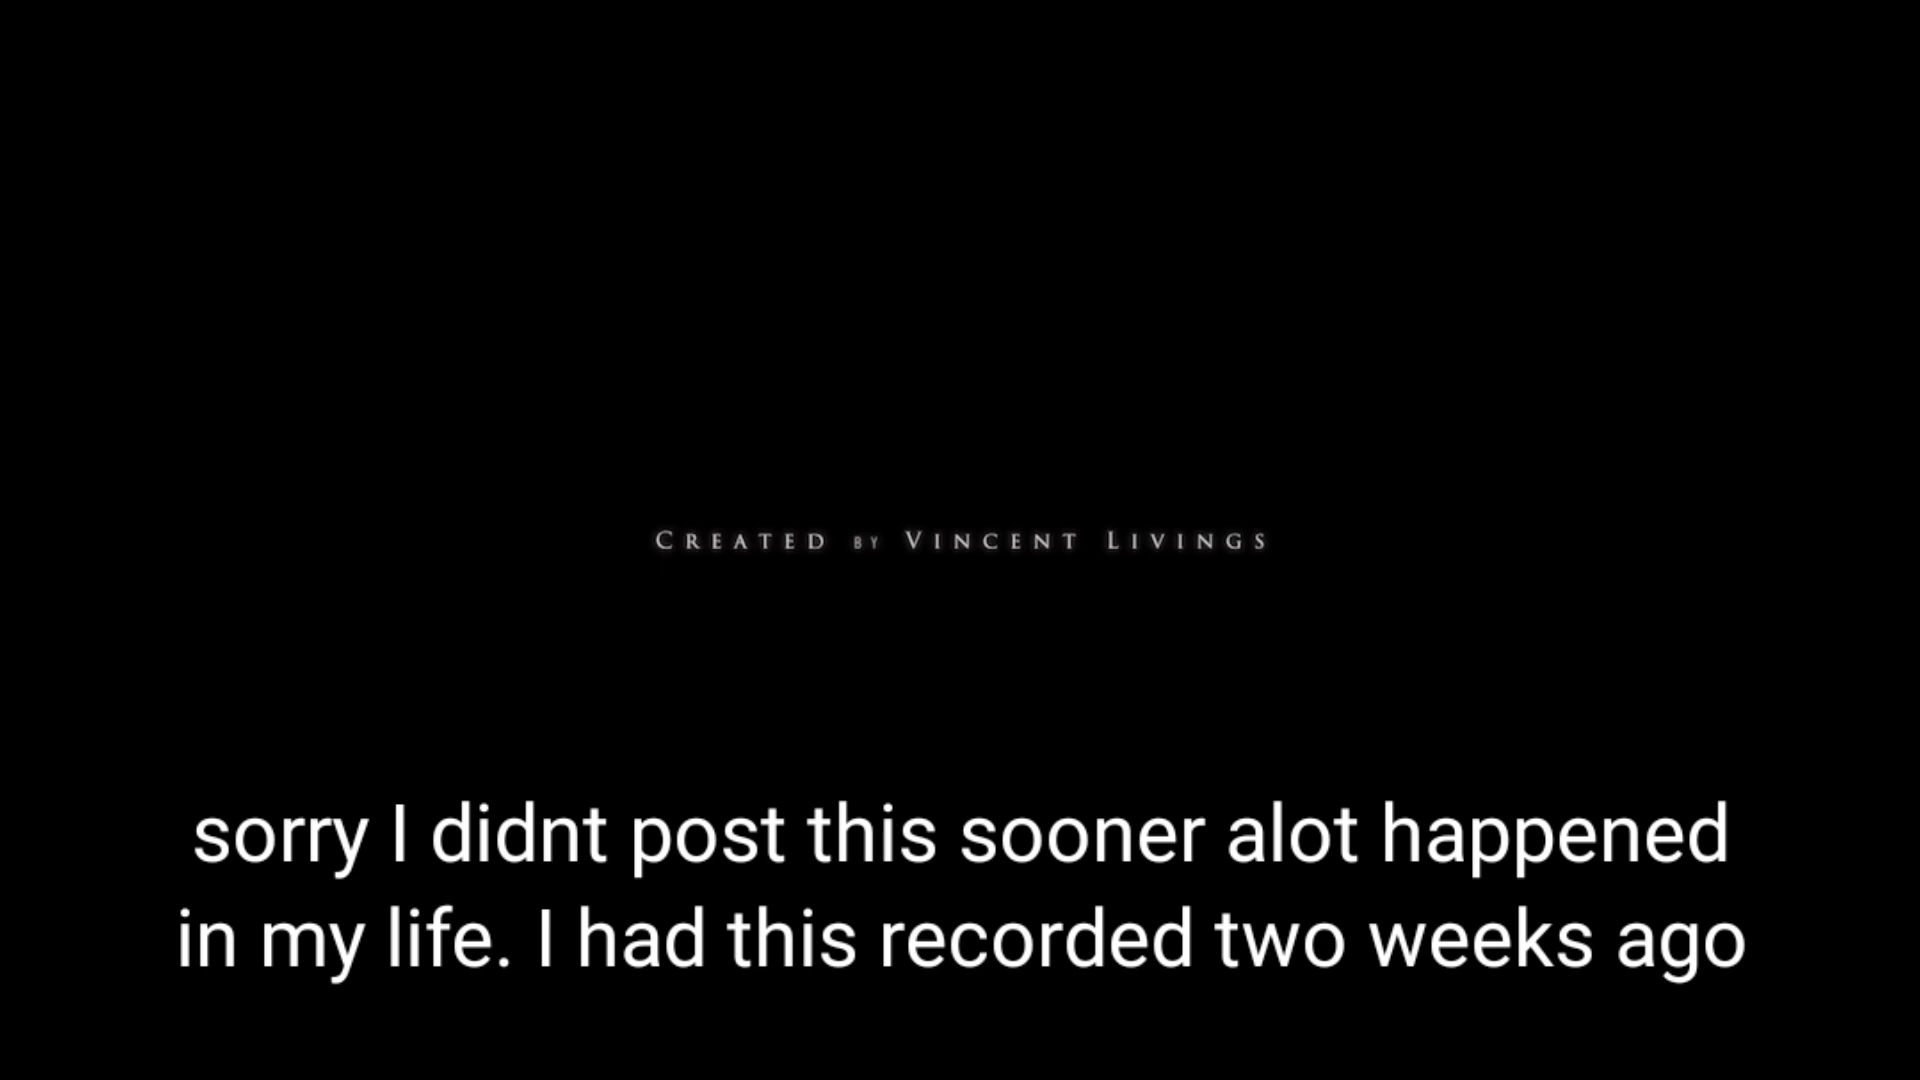 CREATED BY VINCENT LIVINGS
sorry I didnt post this sooner alot happened
in my life. I had this recorded two weeks ago